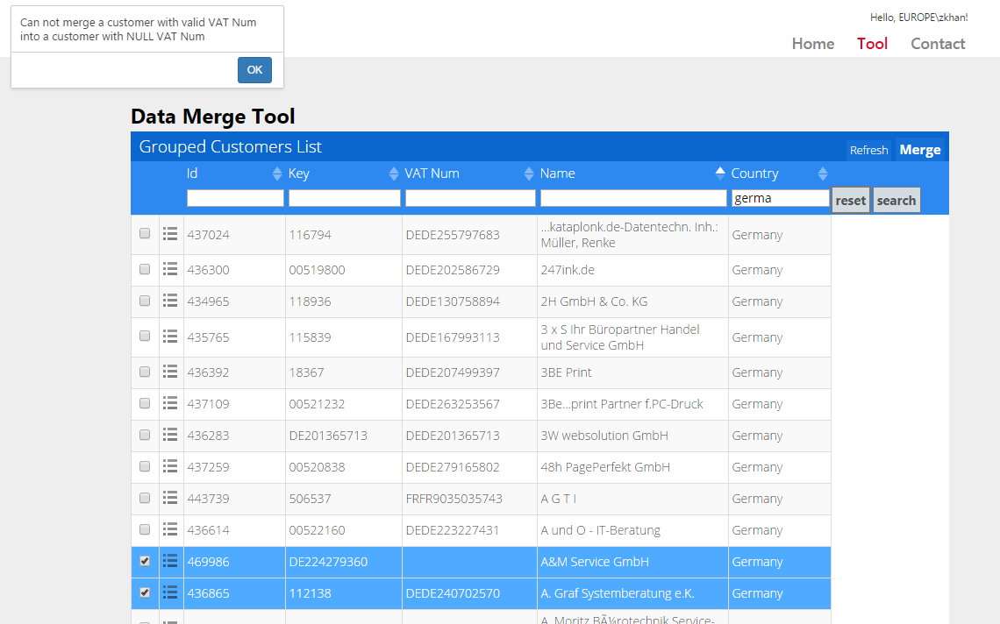 Can not merge a customer with valid VAT Num
into a customer with NULL VAT Num
OK
Hello, EUROPE\zkhan!
Home Tool Contact
Data Merge Tool
Grouped Customers List Refresh Merge
Id Key VAT Num Name Country
germa reset search
437024 116794 DEDE255797683 ...kataplonk.de-Datentechn. Inh.: Germany
Müller, Renke
436300 00519800 DEDE202586729 247ink.de Germany
434965 118936 DEDE130758894 2H GmbH & Co. KG Germany
435765 115839 DEDE167993113 3 x S Ihr Büropartner Handel Germany
und Service GmbH
436392 18367 DEDE207499397 3BE Print Germany
437109 00521232 DEDE263253567 3Be...print Partner f.PC-Druck Germany
436283 DE201365713 DEDE201365713 3W websolution GmbH Germany
437259 00520838 DEDE279165802 48h PagePerfekt GmbH Germany
443739 506537 FRFR9035035743 A G T I Germany
436614 00522160 DEDE223227431 A und O - IT-Beratung Germany
469986 DE224279360 A&M Service GmbH Germany
436865 112138 DEDE240702570 A. Graf Systemberatung e.K. Germany
A. Moritz BÃ¼rotechnik Service-